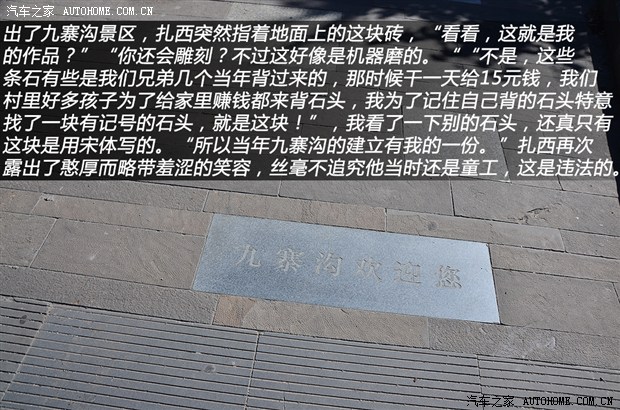 汽车之家 AUTOHOME.COM.CN
出了九寨沟景区，扎西突然指着地面上的这块砖，“看看，这就是我
的作品？”“你还会雕刻？不过这好像是机器磨的。““不是，这些
条石有些是我们兄弟几个当年背过来的，那时候干一天给15元钱，我们
村里好多孩子为了给家里赚钱都来背石头，我为了记住自己背的石头特意
找了一块有记号的石头，就是这块！”，我看了一下别的石头，还真只有
这块是用宋体写的。“所以当年九寨沟的建立有我的一份。”扎西再次
露出了憨厚而略带羞涩的笑容，丝毫不追究他当时还是童工，这是违法的。
九寨沟欢迎您
汽车之家 AUTOHOME.COM.CN